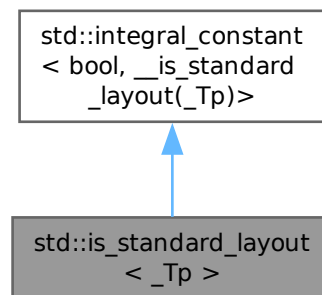 std::integral_constant
< bool, __is_standard
_layout(_Tp)>
std::is_standard_layout
< _Tp >